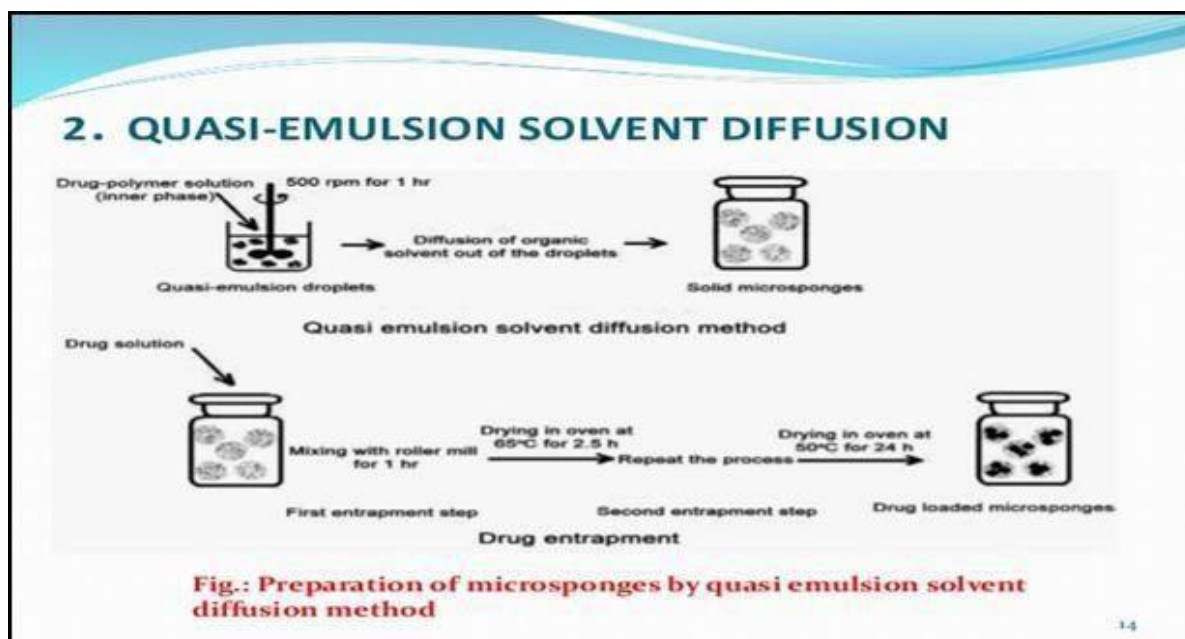 2. QUASI-EMULSION SOLVENT DIFFUSION
Drug-polymer solution
(inner phase)
500 rpm for 1 hr
Diffusion of organic
solvent out of the droplets
Quasi-emulsion droplets
Solid microsponges
Quasi emulsion solvent diffusion method
Drug solution
Mixing with roller mill
for 1 hr
Drying in oven at
65°C for 2.5 h
Repeat the process
Drying in oven at
50°C for 24 h
First entrapment step
Second entrapment step
Drug loaded microsponges
Drug entrapment
Fig.: Preparation of microsponges by quasi emulsion solvent
diffusion method
14